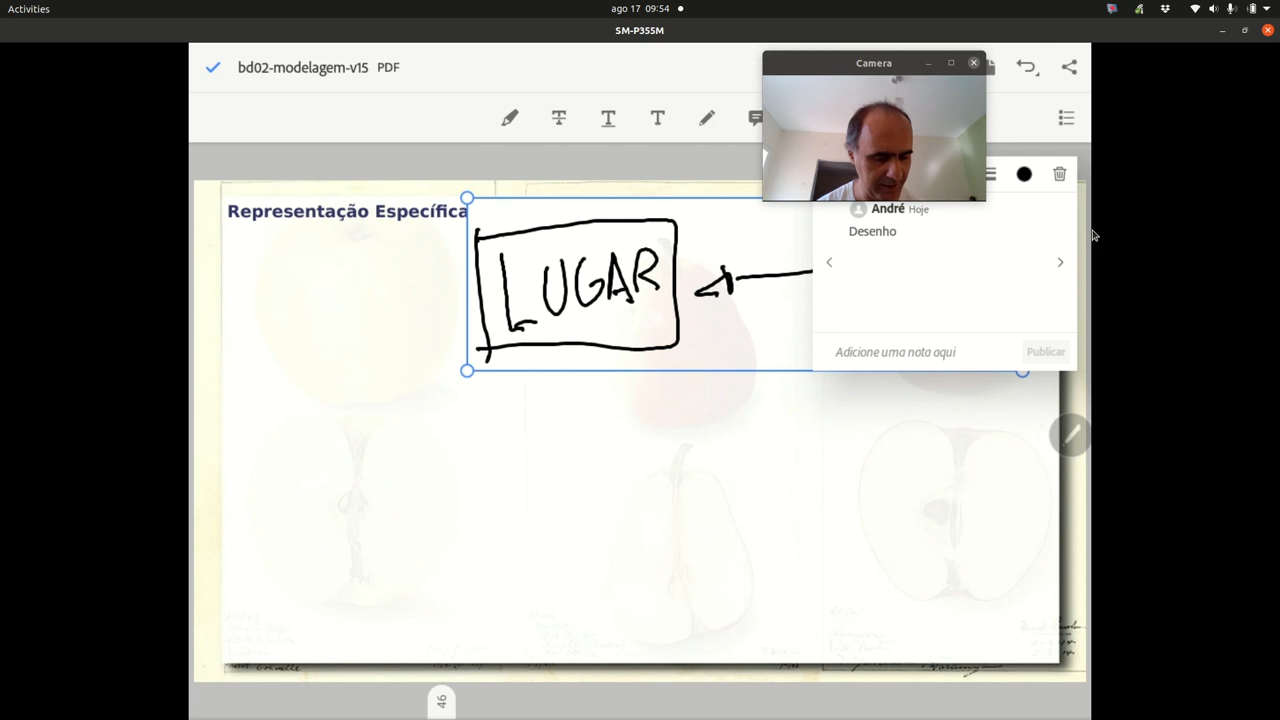 Activities
ago 17 09:54
SM-P355M
bd02-modelagem-v15 PDF
Camera
T T T
André Hoje
Desenho
Adicione uma nota aqui
Publicar
Representação Específica
LUGAR
46